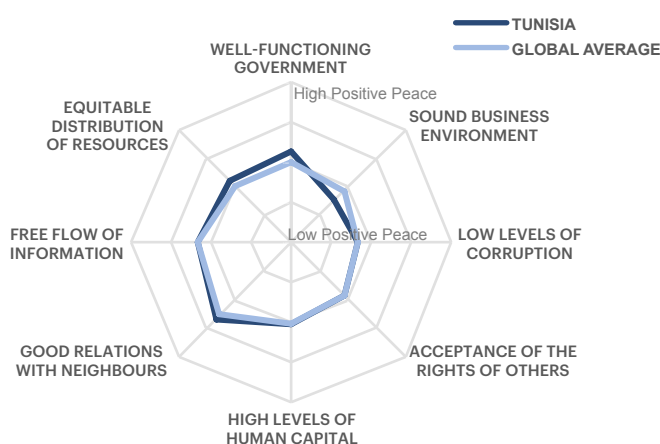 TUNISIA
GLOBAL AVERAGE
WELL-FUNCTIONING
GOVERNMENT
High Positive Peace
EQUITABLE
DISTRIBUTION
OF RESOURCES
SOUND BUSINESS
ENVIRONMENT
FREE FLOW OF
INFORMATION
Low Positive Peace
LOW LEVELS OF
CORRUPTION
GOOD RELATIONS
WITH NEIGHBOURS
ACCEPTANCE OF THE
RIGHTS OF OTHERS
HIGH LEVELS OF
HUMAN CAPITAL